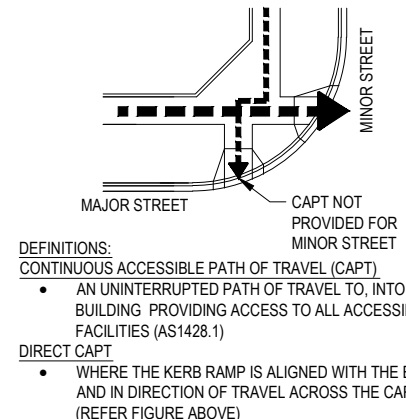 MINOR STREET
MAJOR STREET
CAPT NOT
PROVIDED FOR
MINOR STREET
DEFINITIONS:
CONTINUOUS ACCESSIBLE PATH OF TRAVEL (CAPT)
• AN UNINTERRUPTED PATH OF TRAVEL TO, INTO
BUILDING PROVIDING ACCESS TO ALL
FACILITIES (AS1428.1)
DIRECT CAPT
• WHERE THE KERB RAMP IS ALIGNED WITH THE
AND IN DIRECTION OF TRAVEL ACROSS THE
(REFER FIGURE ABOVE)